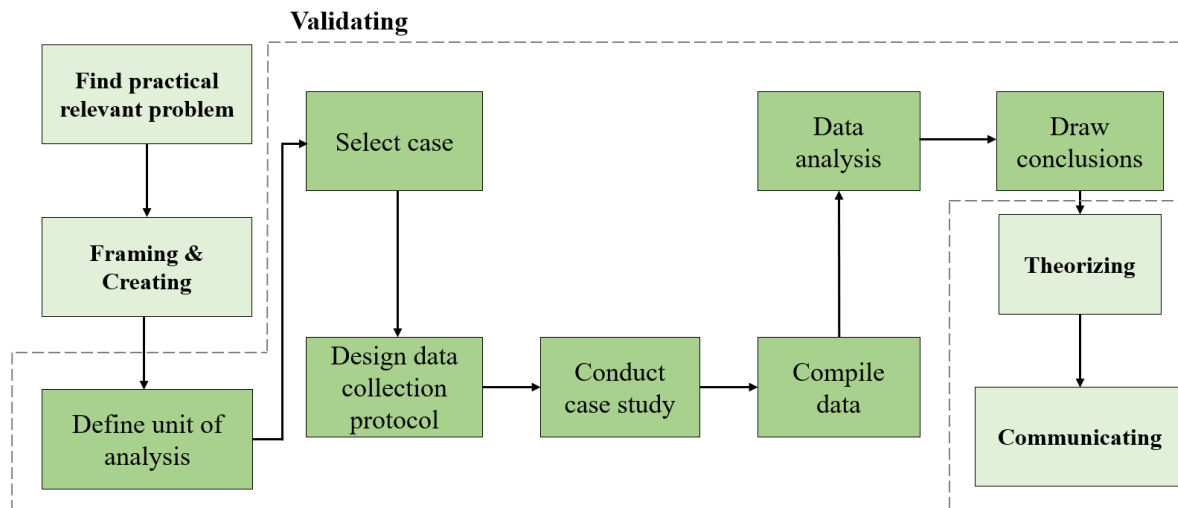 Validating
Find practical
relevant problem
Framing &
Creating
Define unit of
analysis
Select case
Design data
collection
protocol
Conduct
case study
Compile
data
Data
analysis
Draw
conclusions
Theorizing
Communicating